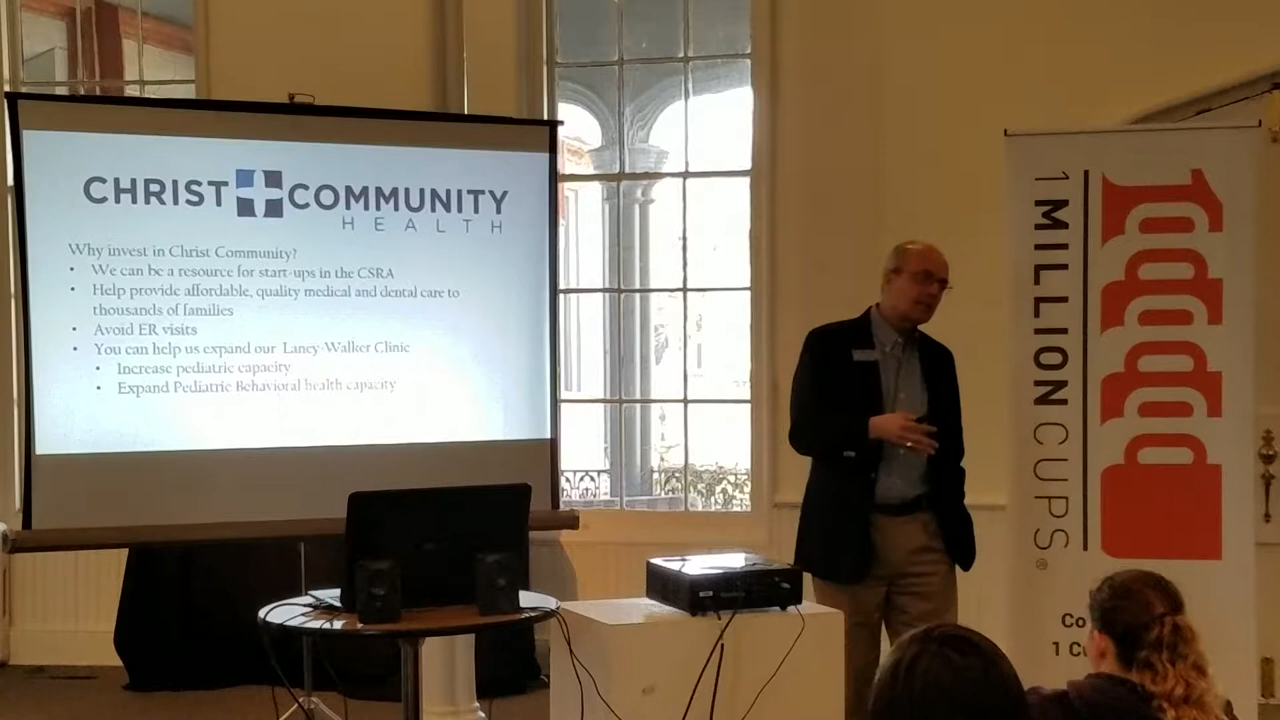 CHRIST COMMUNITY
HEALTH
Why invest in Christ Community?
• We can be a resource for start-ups in the CSRA
• Help provide affordable, quality medical and dental care to
thousands of families
• Avoid ER visits
• You can help us expand our Laney-Walker Clinic
• Increase pediatric capacity
• Expand Pediatric Behavioral health capacity
1 MILLION CUPS®
Co
1 Cu